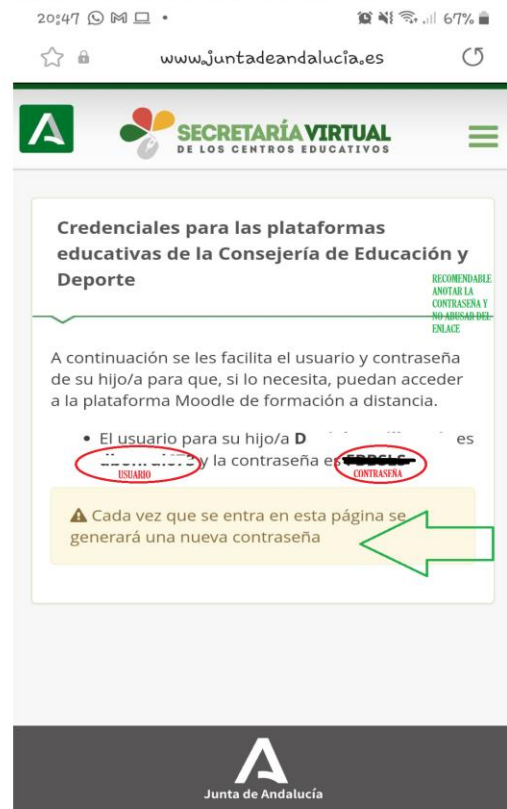 20:47 67%
www.juntadeandalucia.es
SECRETARÍA VIRTUAL
DE LOS CENTROS EDUCATIVOS
Credenciales para las plataformas
educativas de la Consejería de Educación y
Deporte
RECOMENDABLE
ANOTAR LA
CONTRASEÑA Y
NO ABUSAR DEL
ENLACE
A continuación se les facilita el usuario y contraseña
de su hijo/a para que, si lo necesita, puedan acceder
a la plataforma Moodle de formación a distancia.
• El usuario para su hijo/a D es
y la contraseña es
USUARIO CONTRASEÑA
Cada vez que se entra en esta página se
generará una nueva contraseña
Junta de Andalucía